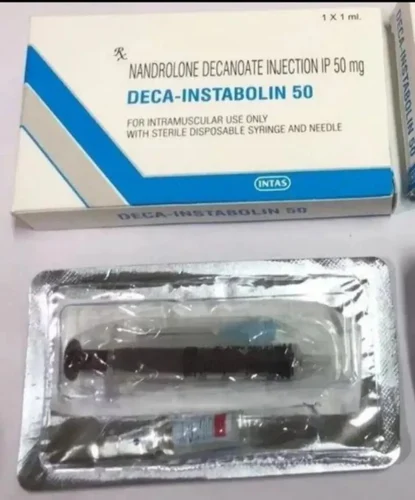 1 X 1 ml.
Rx
NANDROLONE DECANOATE INJECTION IP 50 mg
DECA-INSTABOLIN 50
FOR INTRAMUSCULAR USE ONLY
WITH STERILE DISPOSABLE SYRINGE AND NEEDLE
INTAS
DECA-INSTABOLIN 50